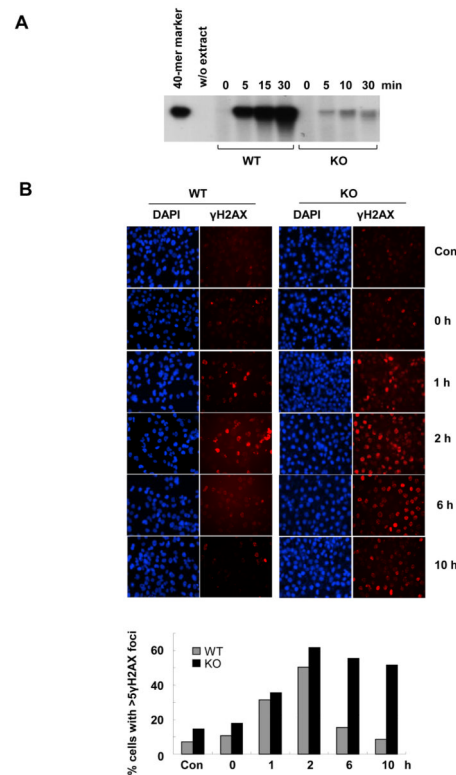 A
40-mer marker
w/o extract
0 5 15 30 0 5 10 30 min
WT KO
B
WT KO
DAPI γH2AX DAPI γH2AX
Con
0 h
1 h
2 h
6 h
10 h
% cells with >5γH2AX foci
60
40
20
0
WT
KO
Con 0 1 2 6 10 h